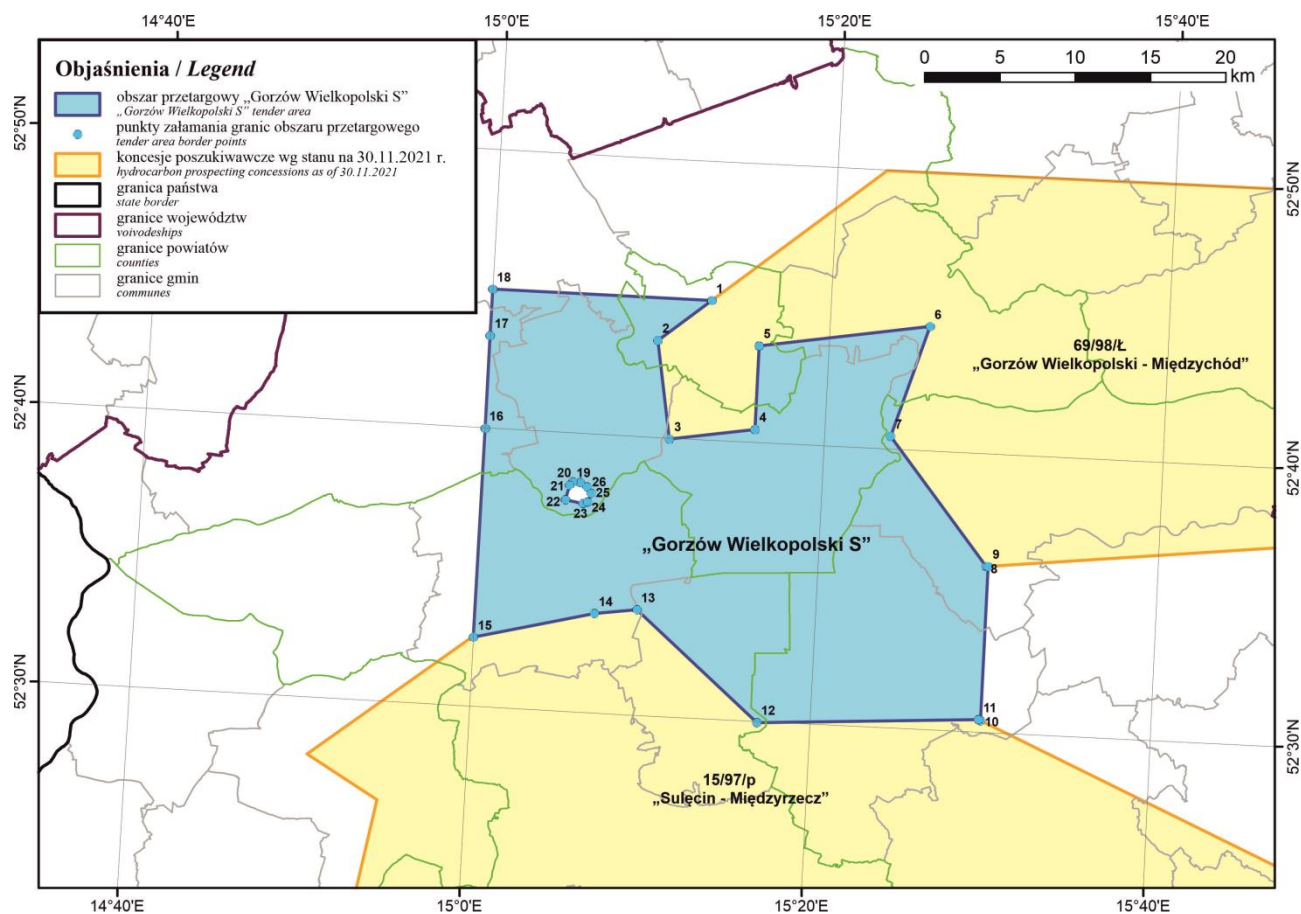 14°40'E
15°0'E
15°20'E
15°40'E
Objaśnienia / Legend
obszar przetargowy „Gorzów Wielkopolski S”
„Gorzów Wielkopolski S” tender area
punkty załamania granic obszaru przetargowego
tender area border points
koncesje poszukiwawcze wg stanu na 30.11.2021 r.
hydrocarbon prospecting concessions as of 30.11.2021
granica państwa
state border
granice województw
voivodeships
granice powiatów
counties
granice gmin
communes
0 5 10 15 20
km
52°50'N
52°50'N
18
1
17
2
5
6
69/98/Ł
„Gorzów Wielkopolski - Międzychód”
52°40'N
52°40'N
16
3
4
7
20 19
21 26
22 25
23 24
„Gorzów Wielkopolski S”
9
8
14
13
15
52°30'N
52°30'N
12
11
10
15/97/p
„Sulęcin - Międzyrzecz”
14°40'E
15°0'E
15°20'E
15°40'E